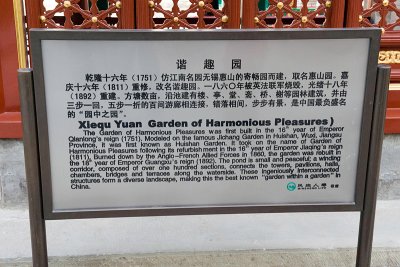 谐趣园
乾隆十六年（1751）仿江南名园无锡惠山的寄畅园而建，取名惠山园。嘉
庆十六年（1811）重修，改名谐趣园。一八六〇年被英法联军烧毁，光绪十八年
（1892）重建。方塘数亩，沿池建有楼、亭、堂、斋、桥、榭等园林建筑，并由
三步一回，五步一折的百间游廊相连接，错落相间，步步有景，是中国最负盛名
的“园中之园”。
XIequ Yuan Garden of Harmonious Pleasures)
The Garden of Harmonious Pleasures was first built in the 16th year of Emperor
Qianlong's reign (1751). Modeled on the famous Jichang Garden in Huishan, Wuxi, Jiangsu
Province, it was first known as Huishan Garden. It took on the name of Garden of
Harmonious Pleasures following its refurbishment in the 16th year of Emperor Jiaqing's reign
(1811), Burned down by the Anglo-French Allied Forces in 1860, the garden was rebuilt in
the 18th year of Emperor Guangxu's reign (1892). The pond is small and peaceful; a winding
corridor, composed of over one hundred sections, connects the towers, pavilions, halls,
chambers, bridges and terraces along the waterside. These ingeniously interconnected
structures form a diverse landscape, making this the best known "garden within a garden" in
China.